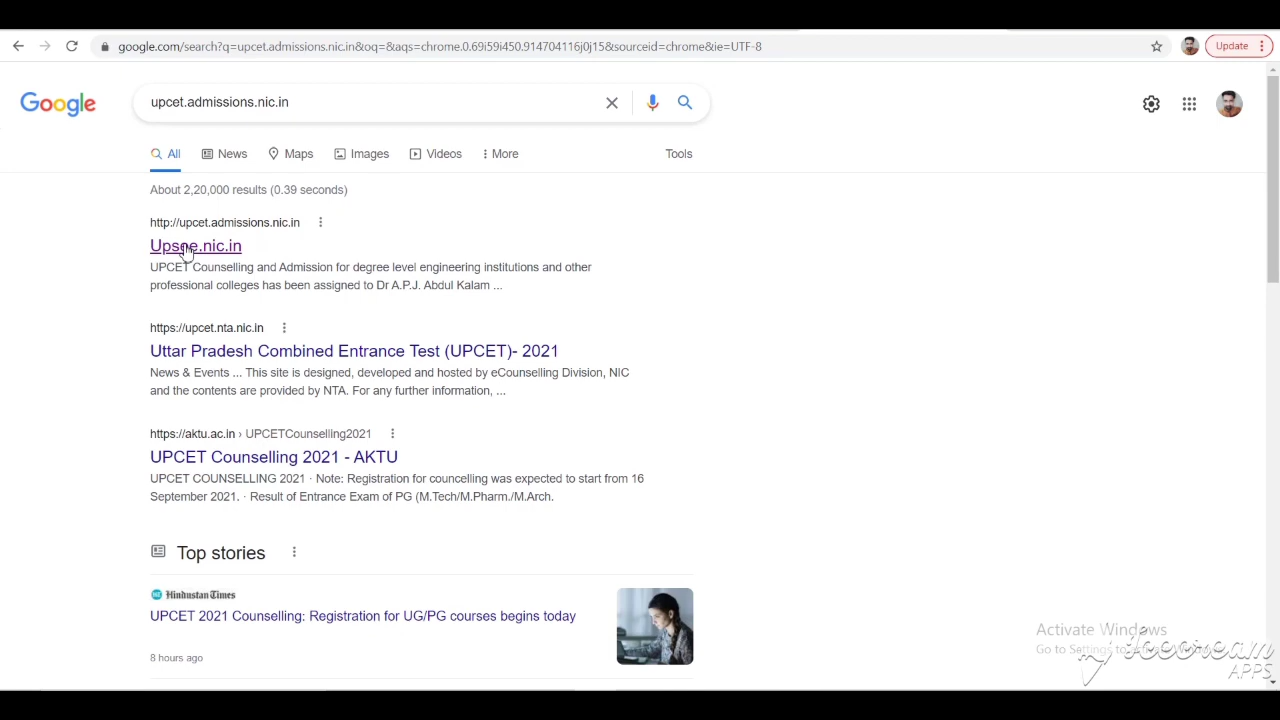 google.com/search?q=upcet.admissions.nic.in&oq=&aqs=chrome.0.69i59i450.914704116j0j15&sourceid=chrome&ie=UTF-8
Update
Google
upcet.admissions.nic.in
All News Maps Images Videos More Tools
About 2,20,000 results (0.39 seconds)
http://upcet.admissions.nic.in
Upsee.nic.in
UPCET Counselling and Admission for degree level engineering institutions and other
professional colleges has been assigned to Dr A.P.J. Abdul Kalam ...
https://upcet.nta.nic.in
Uttar Pradesh Combined Entrance Test (UPCET)- 2021
News & Events ... This site is designed, developed and hosted by eCounselling Division, NIC
and the contents are provided by NTA. For any further information, ...
https://aktu.ac.in › UPCETCounselling2021
UPCET Counselling 2021 - AKTU
UPCET COUNSELLING 2021 · Note: Registration for councelling was expected to start from 16
September 2021. · Result of Entrance Exam of PG (M.Tech/M.Pharm./M.Arch.
Top stories
Hindustan Times
UPCET 2021 Counselling: Registration for UG/PG courses begins today
8 hours ago
Activate Windows
Go to Settings to
Icecream
APPS